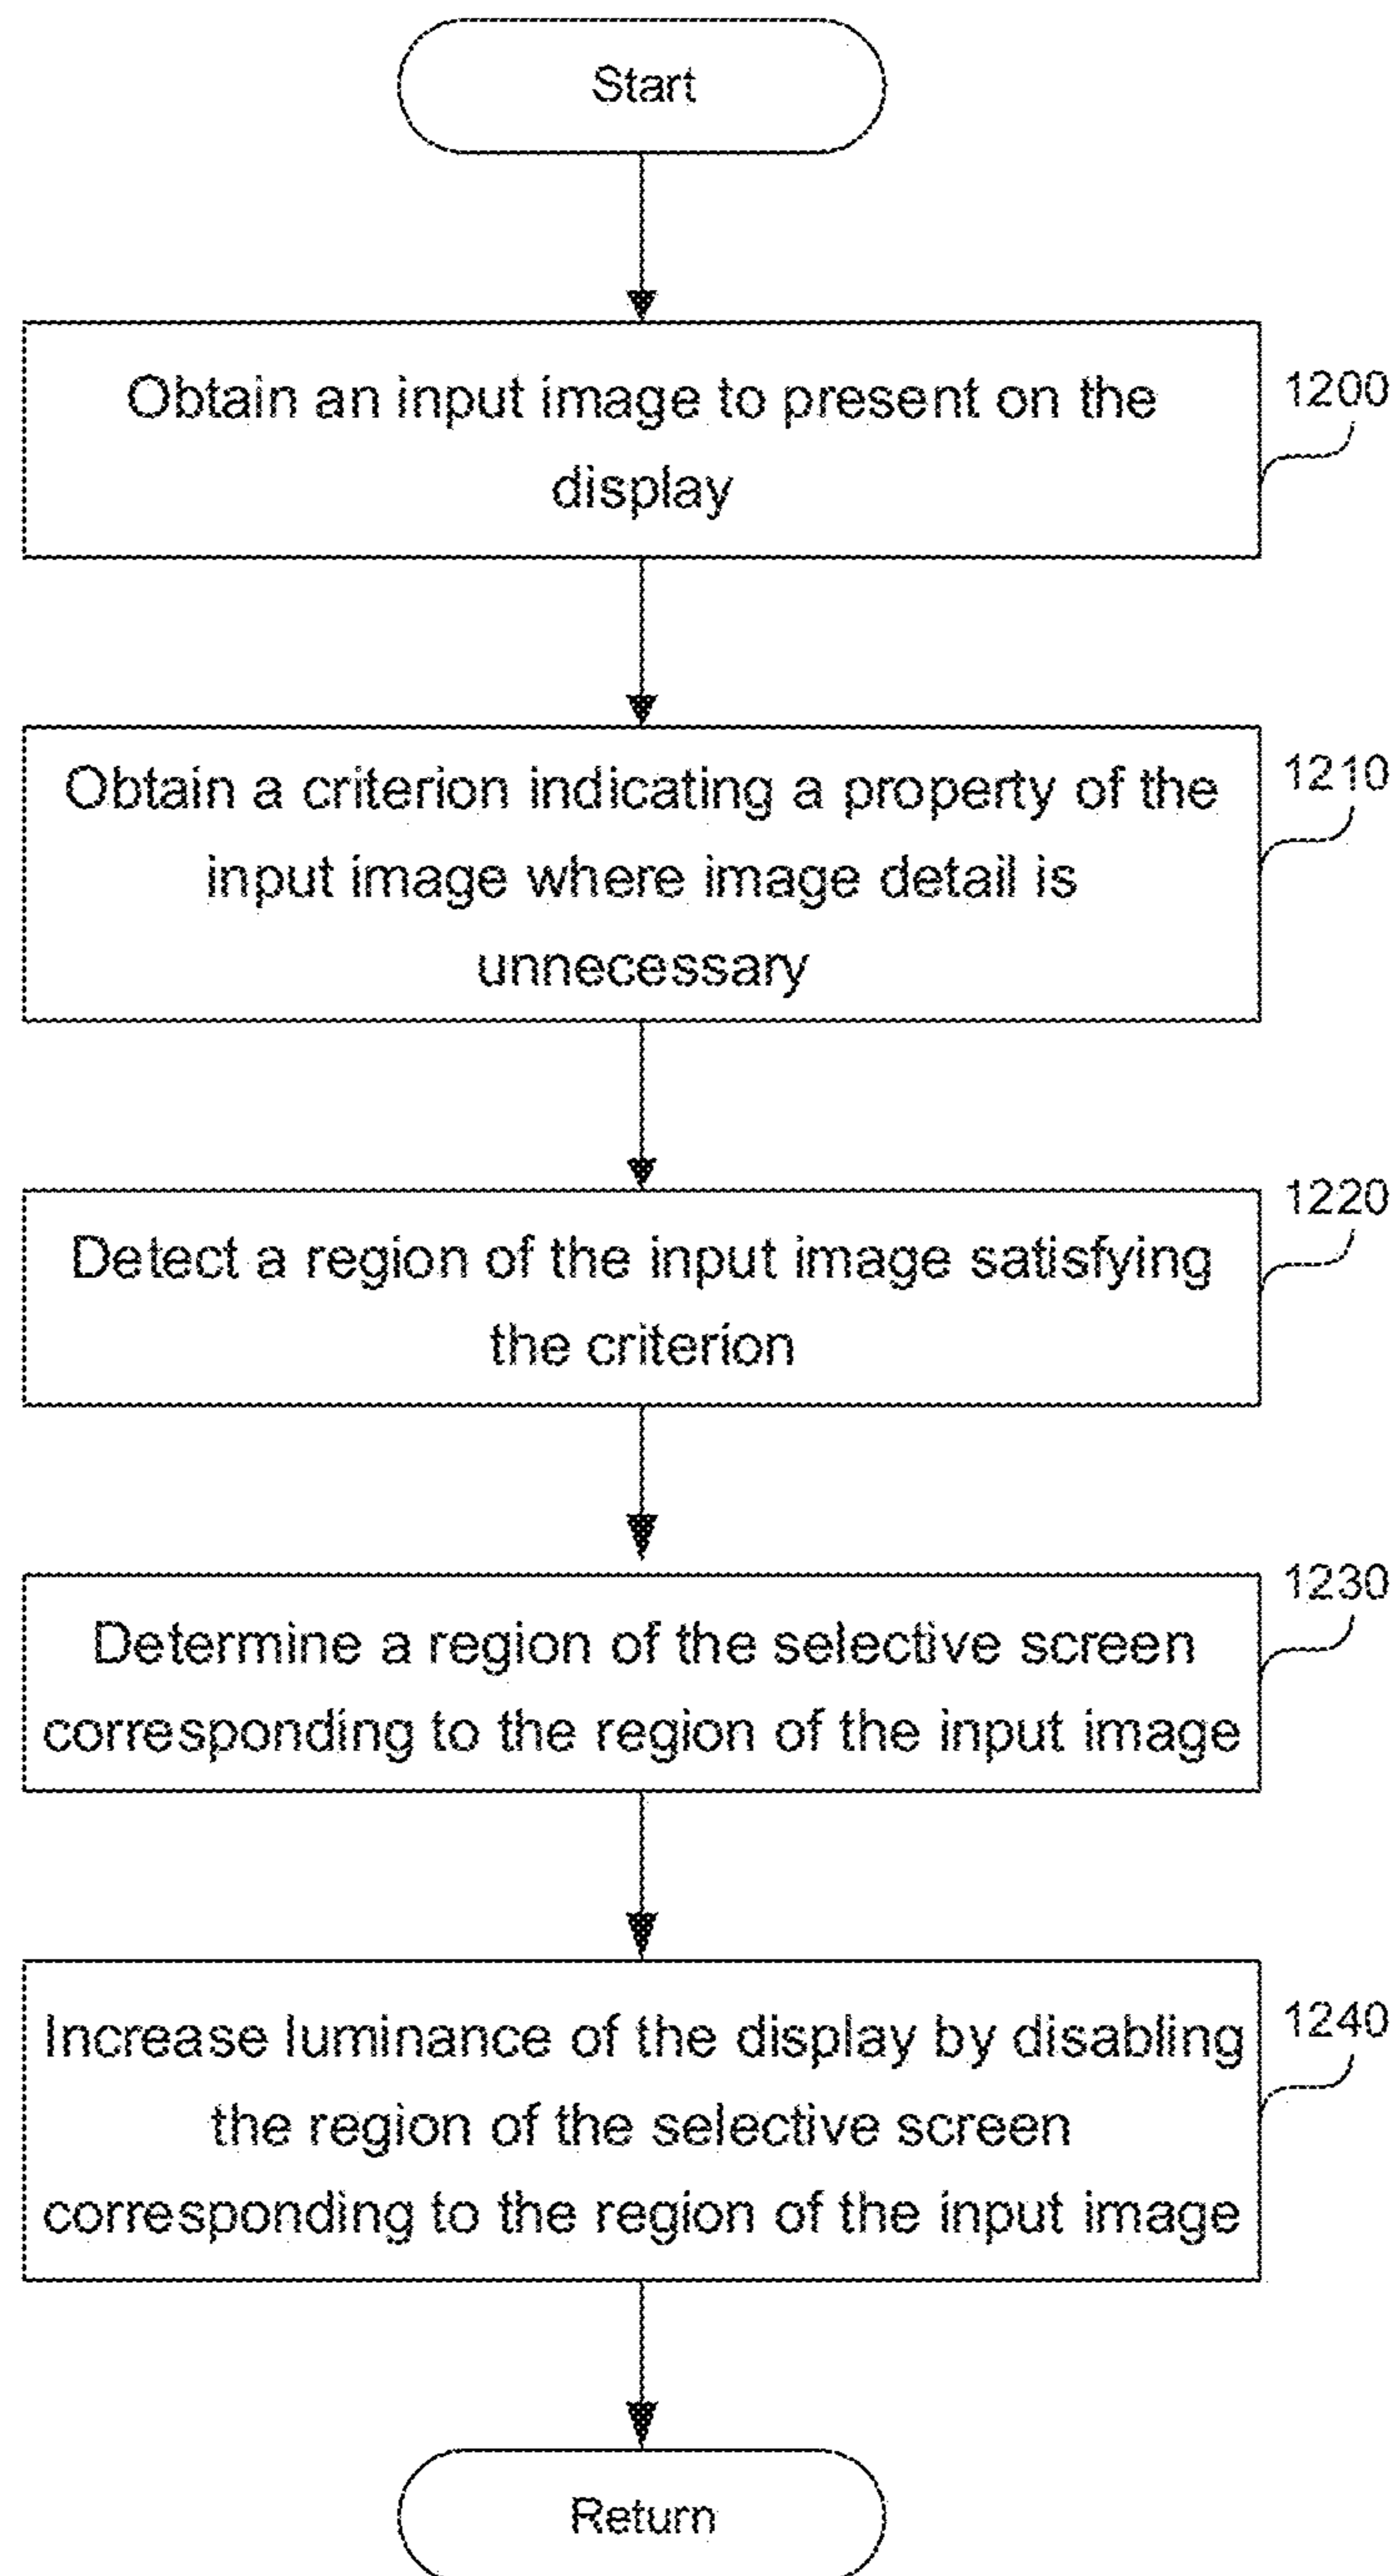 Start
Obtain an input image to present on the
display
1200
Obtain a criterion indicating a property of the
input image where image detail is
unnecessary
1210
Detect a region of the input image satisfying
the criterion
1220
Determine a region of the selective screen
corresponding to the region of the input image
1230
Increase luminance of the display by disabling
the region of the selective screen
corresponding to the region of the input image
1240
Return